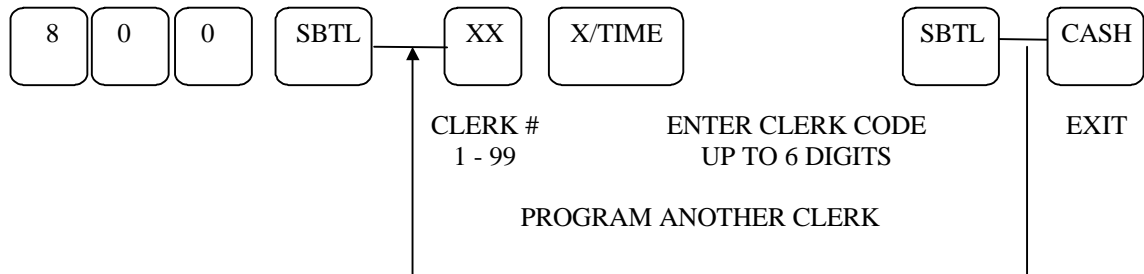 8 0 0 SBTL XX X/TIME SBTL CASH
CLERK # ENTER CLERK CODE EXIT
1 - 99 UP TO 6 DIGITS
PROGRAM ANOTHER CLERK